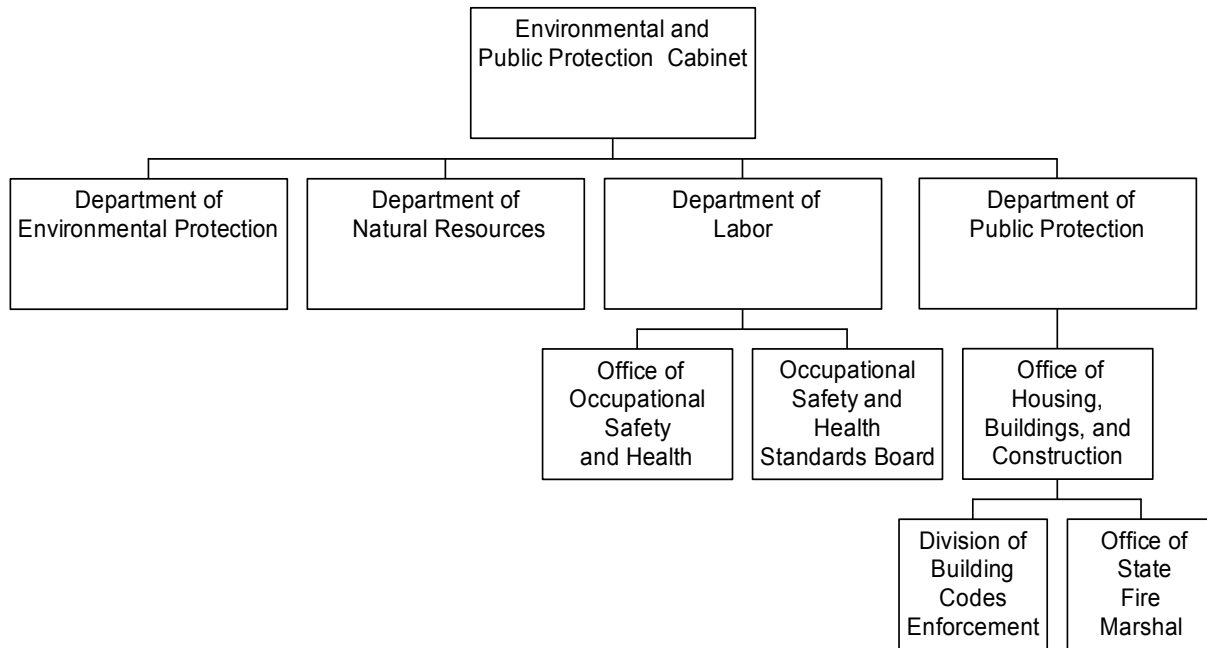 Environmental and
Public Protection Cabinet
Department of
Environmental Protection
Department of
Natural Resources
Department of
Labor
Department of
Public Protection
Office of
Occupational
Safety
and Health
Occupational
Safety and
Health
Standards Board
Office of
Housing,
Buildings, and
Construction
Division of
Building
Codes
Enforcement
Office of
State
Fire
Marshal